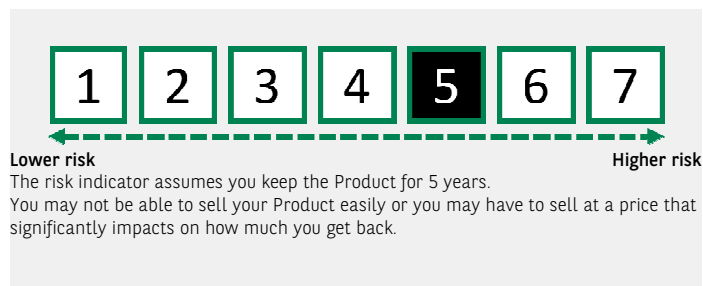 1 2 3 4 5 6 7
Lower risk Higher risk
The risk indicator assumes you keep the Product for 5 years.
You may not be able to sell your Product easily or you may have to sell at a price that
significantly impacts on how much you get back.